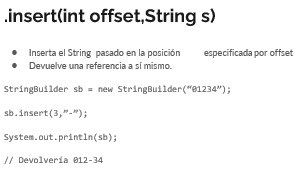 .insert(int offset,String s)
● Inserta el String pasado en la posición especificada por offset
● Devuelve una referencia a sí mismo.
StringBuilder sb = new StringBuilder(“01234”);
sb.insert(3,”-”);
System.out.println(sb);
// Devolvería 012-34